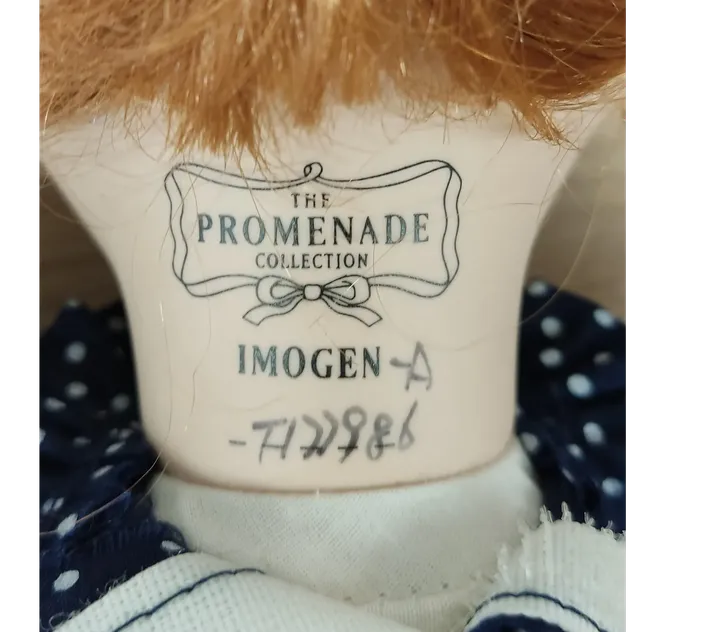 THE
PROMENADE
COLLECTION
IMOGEN -A